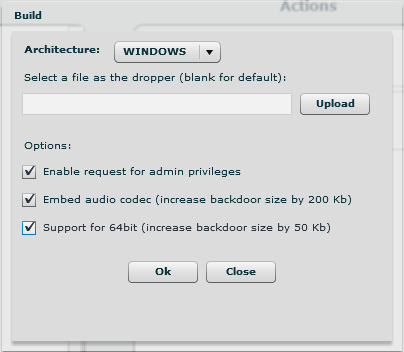 Actions
Build
Architecture: WINDOWS
Select a file as the dropper (blank for default):
Upload
Options:
Enable request for admin privileges
Embed audio codec (increase backdoor size by 200 Kb)
Support for 64bit (increase backdoor size by 50 Kb)
Ok Close